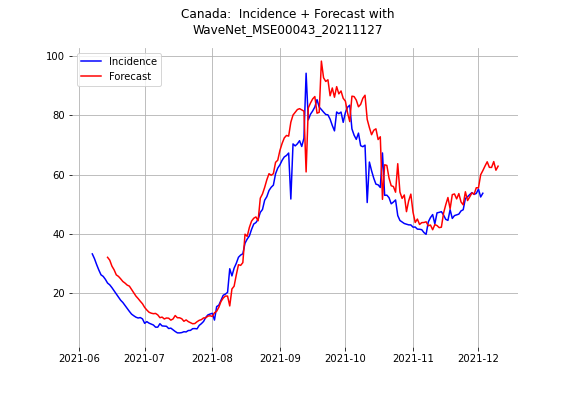 Canada:  Incidence + Forecast with
WaveNet_MSE00043_20211127
Incidence
Forecast
100
80
60
40
20
2021-06 2021-07 2021-08 2021-09 2021-10 2021-11 2021-12